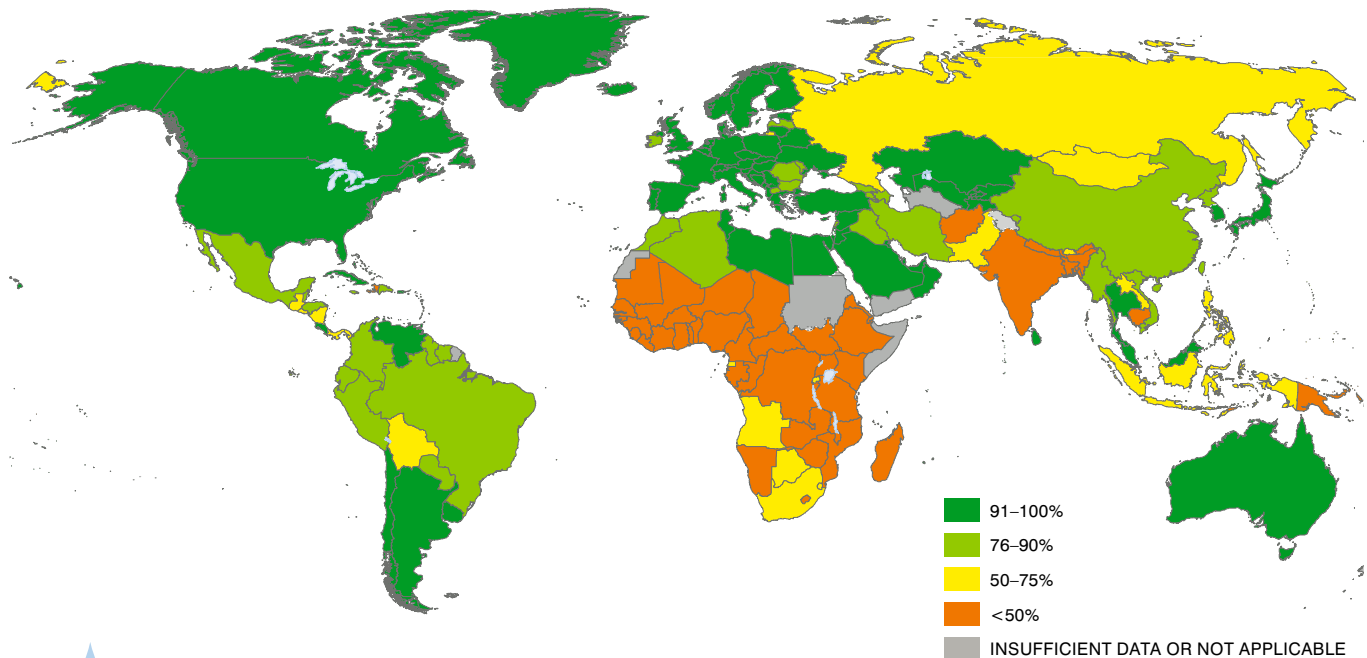 91–100%
76–90%
50–75%
<50%
INSUFFICIENT DATA OR NOT APPLICABLE